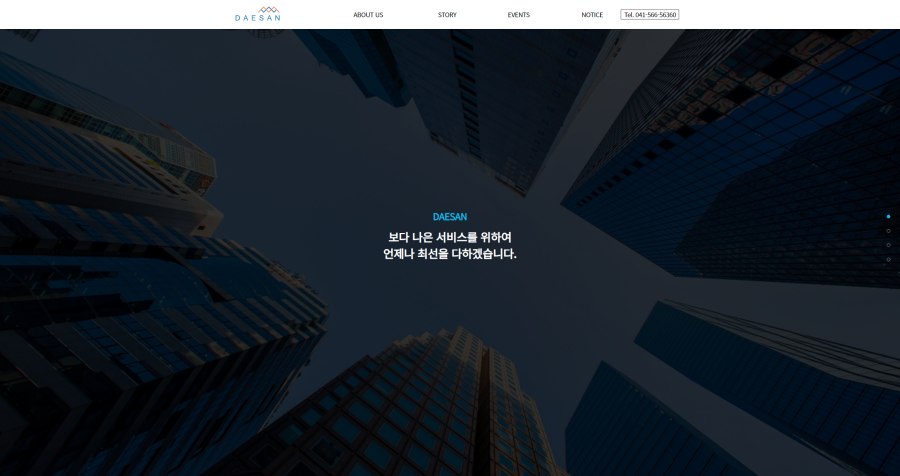 DAESAN
ABOUT US
STORY
EVENTS
NOTICE
Tel. 041-566-56360
DAESAN
보다 나은 서비스를 위하여
언제나 최선을 다하겠습니다.